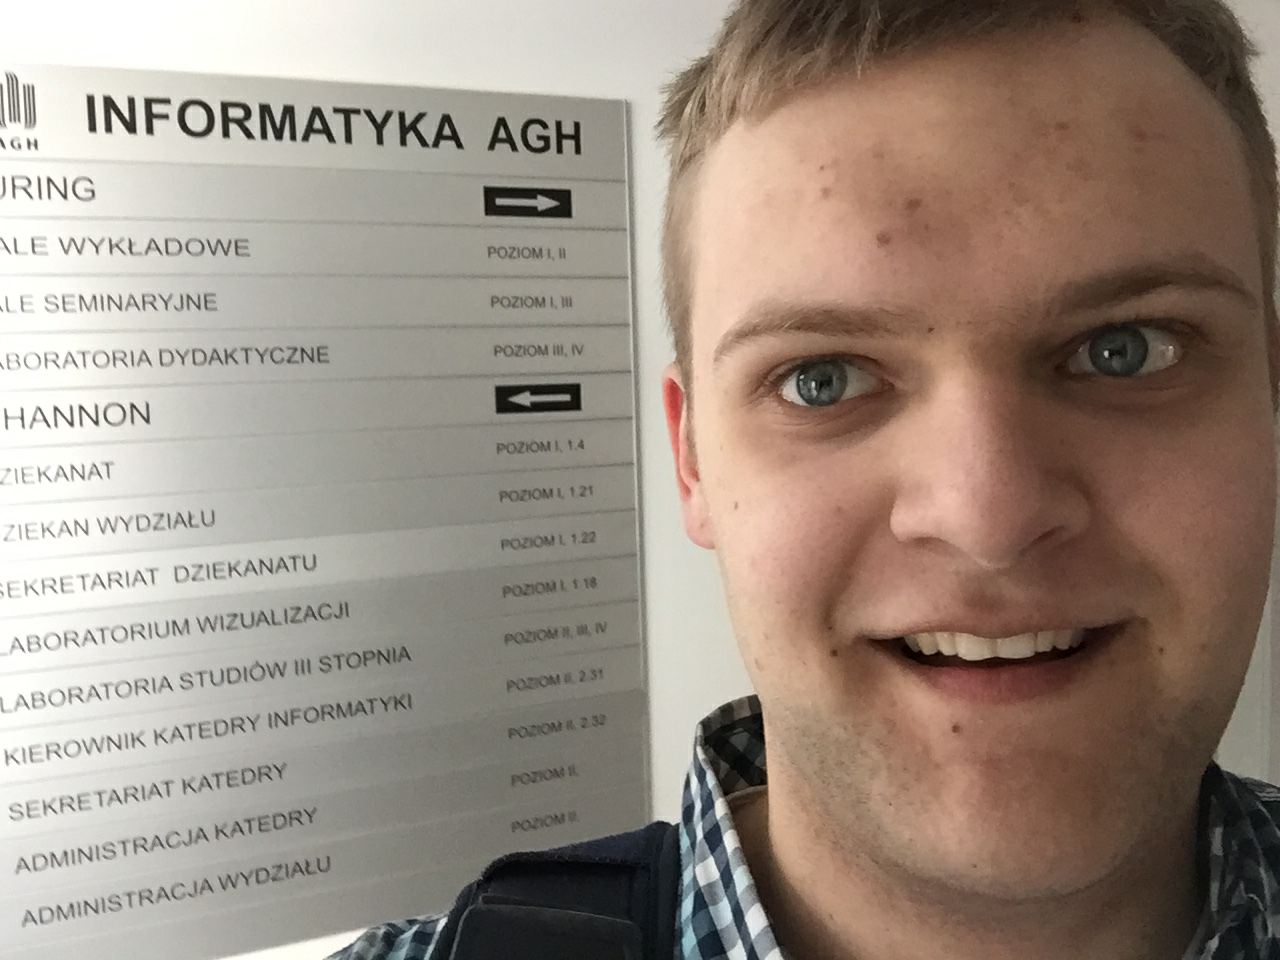 AGH
INFORMATYKA AGH
URING
ALE WYKŁADOWE POZIOM I, II
ALE SEMINARYJNE POZIOM I, III
ABORATORIA DYDAKTYCZNE POZIOM III, IV
HANNON
ZIEKANAT POZIOM I, 1.4
ZIEKAN WYDZIAŁU POZIOM I, 1.21
SEKRETARIAT DZIEKANATU POZIOM I, 1.22
LABORATORIUM WIZUALIZACJI POZIOM I, 1.18
LABORATORIA STUDIÓW III STOPNIA POZIOM II, III, IV
KIEROWNIK KATEDRY INFORMATYKI POZIOM II, 2.31
SEKRETARIAT KATEDRY POZIOM II, 2.32
ADMINISTRACJA KATEDRY POZIOM II,
ADMINISTRACJA WYDZIAŁU POZIOM II,